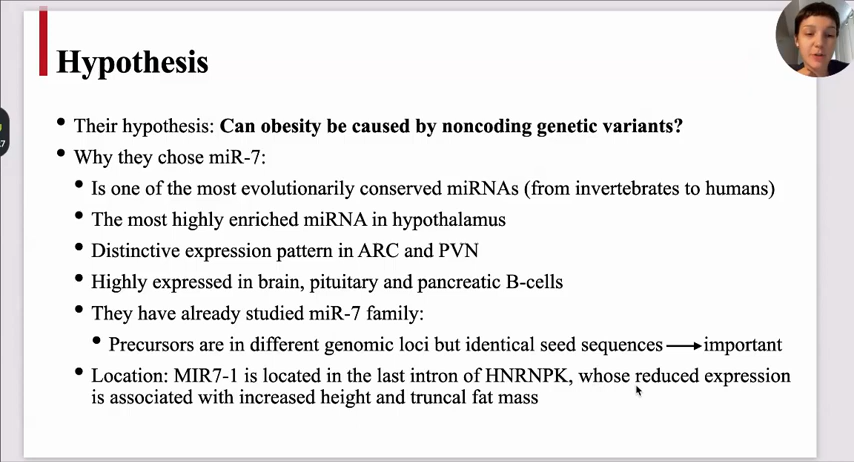 Hypothesis
Their hypothesis: Can obesity be caused by noncoding genetic variants?
Why they chose miR-7:
Is one of the most evolutionarily conserved miRNAs (from invertebrates to humans)
The most highly enriched miRNA in hypothalamus
Distinctive expression pattern in ARC and PVN
Highly expressed in brain, pituitary and pancreatic B-cells
They have already studied miR-7 family:
Precursors are in different genomic loci but identical seed sequences → important
Location: MIR7-1 is located in the last intron of HNRNPK, whose reduced expression
is associated with increased height and truncal fat mass